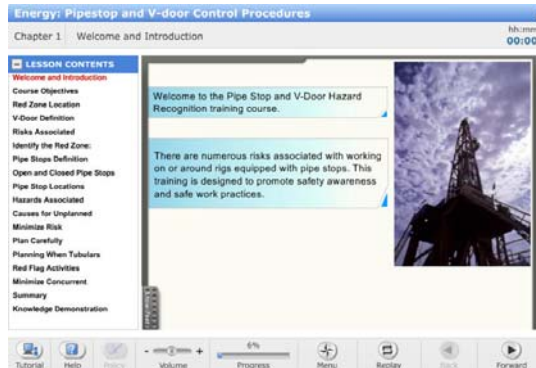 Energy: Pipestop and V-door Control Procedures
Chapter 1 Welcome and Introduction
hh:mm
00:00
LESSON CONTENTS
Welcome and Introduction
Course Objectives
Red Zone Location
V-Door Definition
Risks Associated
Identify the Red Zone:
Pipe Stops Definition
Open and Closed Pipe Stops
Pipe Stop Locations
Hazards Associated
Causes for Unplanned
Minimize Risk
Plan Carefully
Planning When Tubulars
Red Flag Activities
Minimize Concurrent
Summary
Knowledge Demonstration
Welcome to the Pipe Stop and V-Door Hazard
Recognition training course.
There are numerous risks associated with working
on or around rigs equipped with pipe stops. This
training is designed to promote safety awareness
and safe work practices.
6%
Tutorial Help Policy - Volume + Progress Menu Replay Back Forward